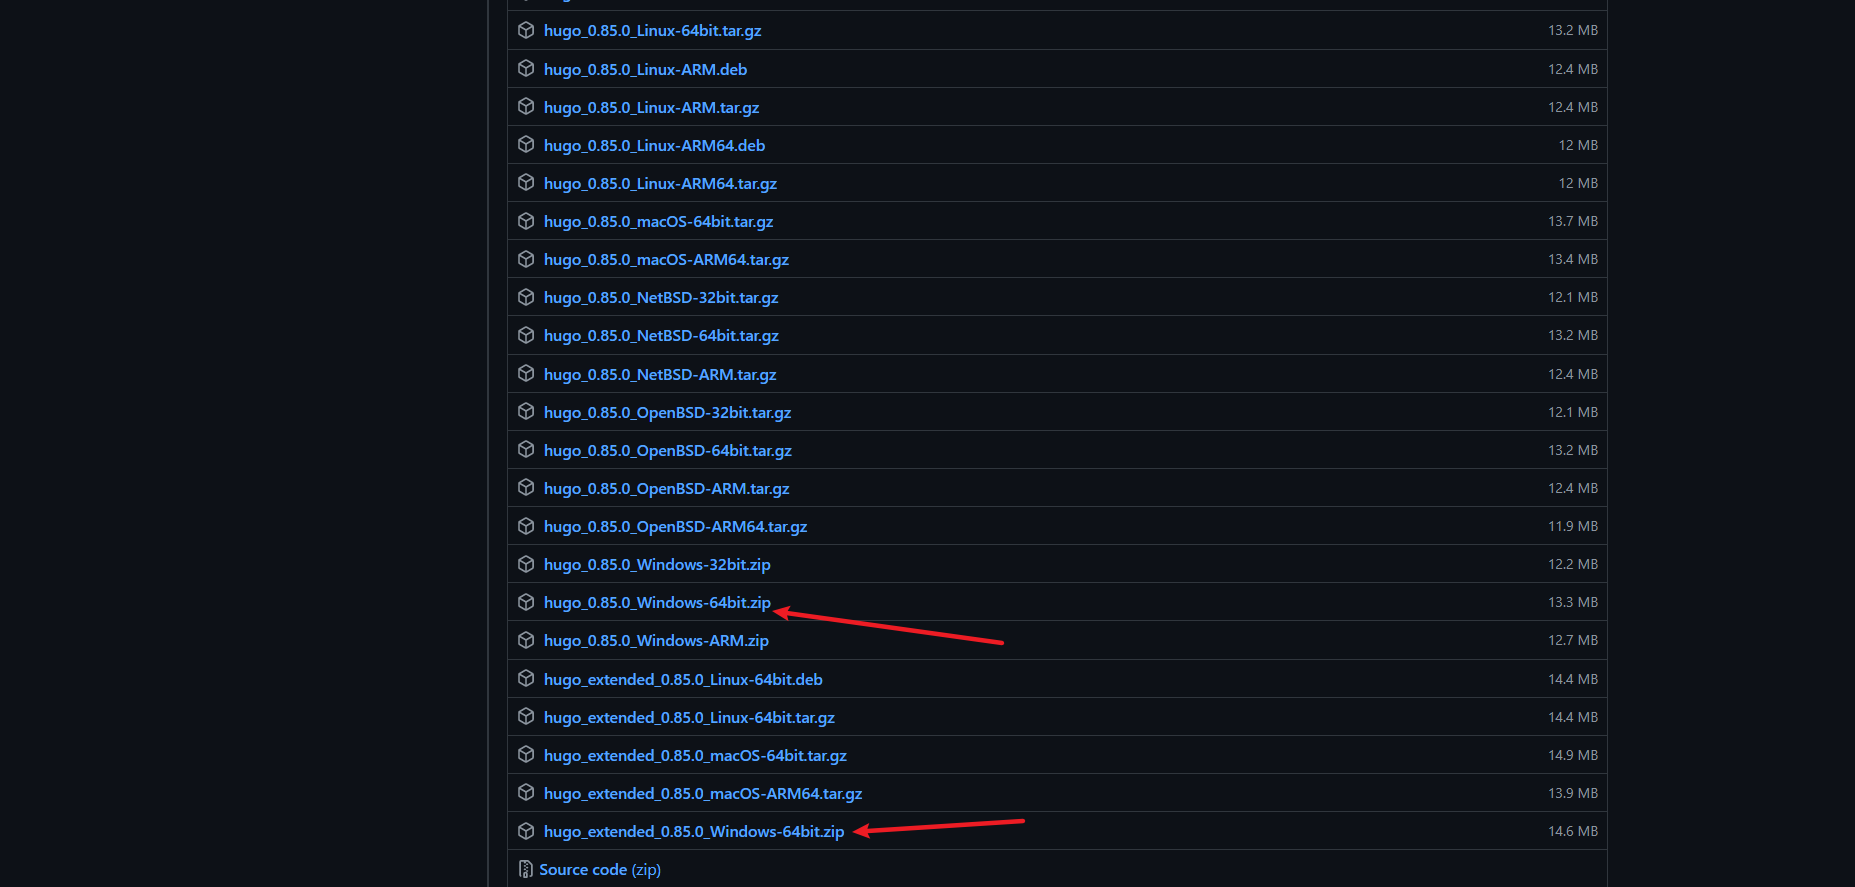 hugo_0.85.0_Linux-64bit.tar.gz 13.2 MB
hugo_0.85.0_Linux-ARM.deb 12.4 MB
hugo_0.85.0_Linux-ARM.tar.gz 12.4 MB
hugo_0.85.0_Linux-ARM64.deb 12 MB
hugo_0.85.0_Linux-ARM64.tar.gz 12 MB
hugo_0.85.0_macOS-64bit.tar.gz 13.7 MB
hugo_0.85.0_macOS-ARM64.tar.gz 13.4 MB
hugo_0.85.0_NetBSD-32bit.tar.gz 12.1 MB
hugo_0.85.0_NetBSD-64bit.tar.gz 13.2 MB
hugo_0.85.0_NetBSD-ARM.tar.gz 12.4 MB
hugo_0.85.0_OpenBSD-32bit.tar.gz 12.1 MB
hugo_0.85.0_OpenBSD-64bit.tar.gz 13.2 MB
hugo_0.85.0_OpenBSD-ARM.tar.gz 12.4 MB
hugo_0.85.0_OpenBSD-ARM64.tar.gz 11.9 MB
hugo_0.85.0_Windows-32bit.zip 12.2 MB
hugo_0.85.0_Windows-64bit.zip 13.3 MB
hugo_0.85.0_Windows-ARM.zip 12.7 MB
hugo_extended_0.85.0_Linux-64bit.deb 14.4 MB
hugo_extended_0.85.0_Linux-64bit.tar.gz 14.4 MB
hugo_extended_0.85.0_macOS-64bit.tar.gz 14.9 MB
hugo_extended_0.85.0_macOS-ARM64.tar.gz 13.9 MB
hugo_extended_0.85.0_Windows-64bit.zip 14.6 MB
Source code (zip)